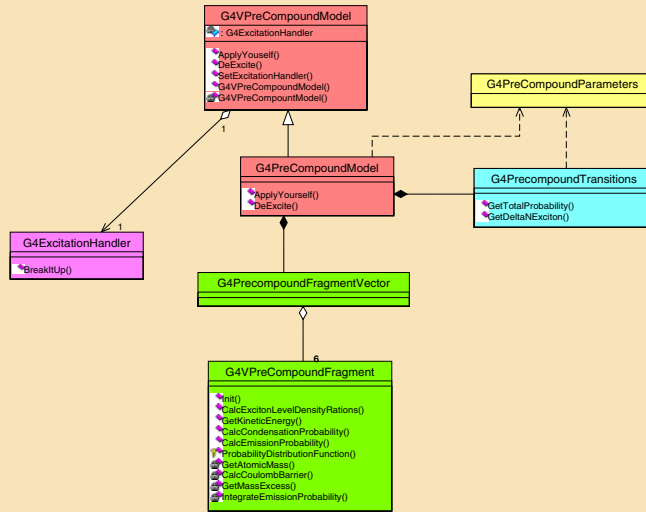 G4VPreCompoundModel
: G4ExcitationHandler
ApplyYouself()
DeExcite()
SetExcitationHandler()
G4VPreCompoundModel()
G4VPreCompountModel()
1
G4PreCompoundParameters
G4PreCompoundModel
ApplyYourself()
DeExcite()
G4PrecompoundTransitions
GetTotalProbability()
GetDeltaNExciton()
1
G4ExcitationHandler
BreakItUp()
G4PrecompoundFragmentVector
6
G4VPreCompoundFragment
Init()
CalcExcitonLevelDensityRations()
GetKineticEnergy()
CalcCondensationProbability()
CalcEmissionProbability()
ProbabilityDistributionFunction()
GetAtomicMass()
CalcCoulombBarrier()
GetMassExcess()
IntegrateEmissionProbability()